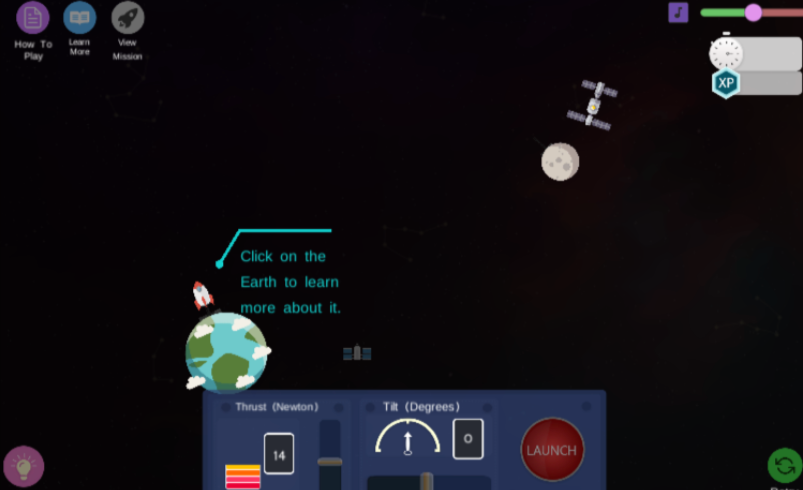 How To
Play
Learn
More
View
Mission
XP
Click on the
Earth to learn
more about it.
Thrust (Newton)
14
Tilt (Degrees)
0
LAUNCH